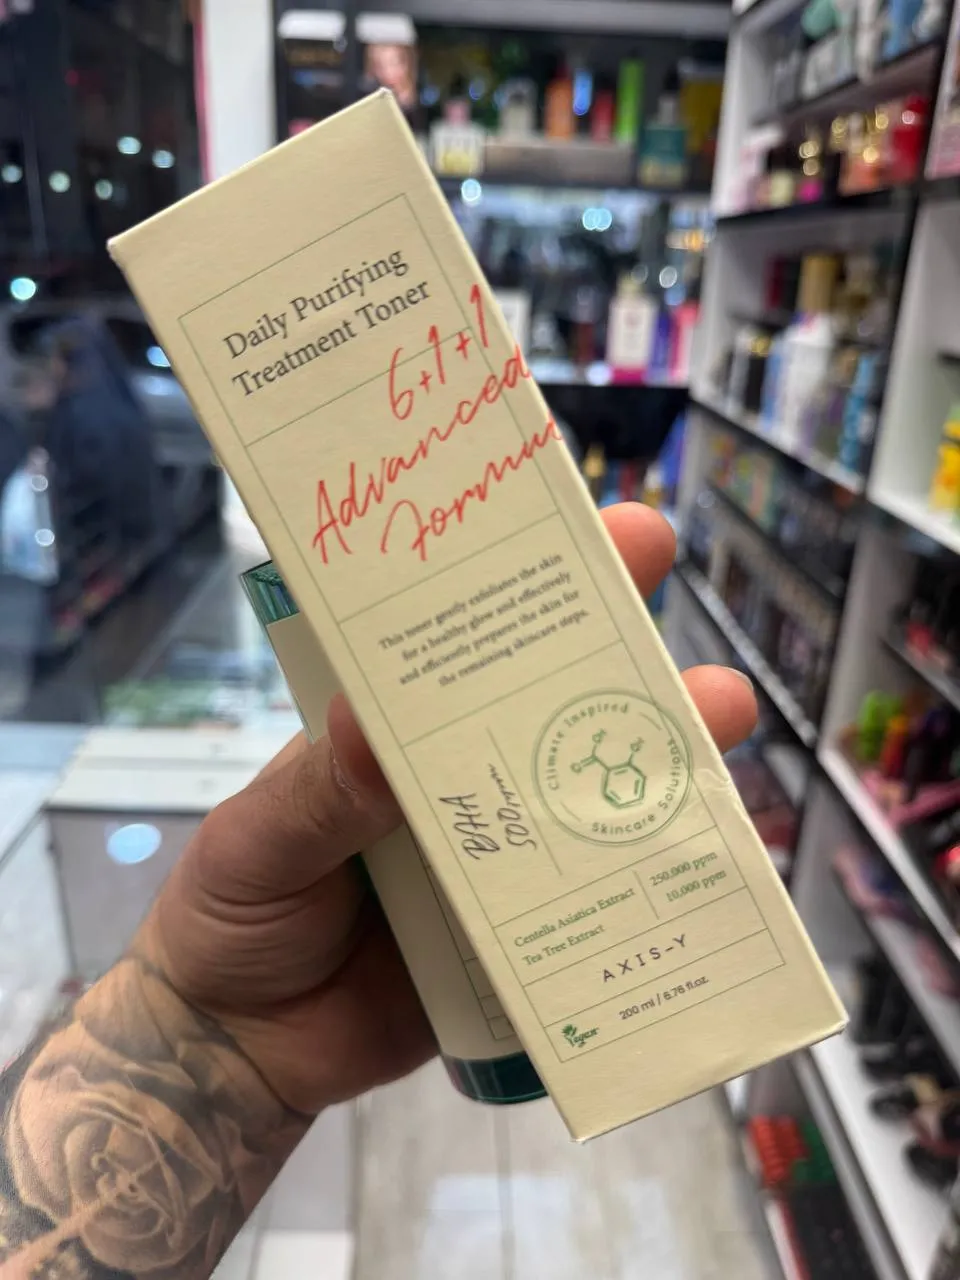 Daily Purifying
Treatment Toner
6+1+1
Advanced
Formu
This toner gently exfoliates the skin
for a healthy glow and effectively
and efficiently prepares the skin for
the remaining skincare steps.
BHA
500ppm
Climate Inspired
Skincare Solutions
OH
O
OH
Centella Asiatica Extract 250.000 ppm
Tea Tree Extract 10.000 ppm
AXIS-Y
Vegan
200 ml / 6.76 fl.oz.